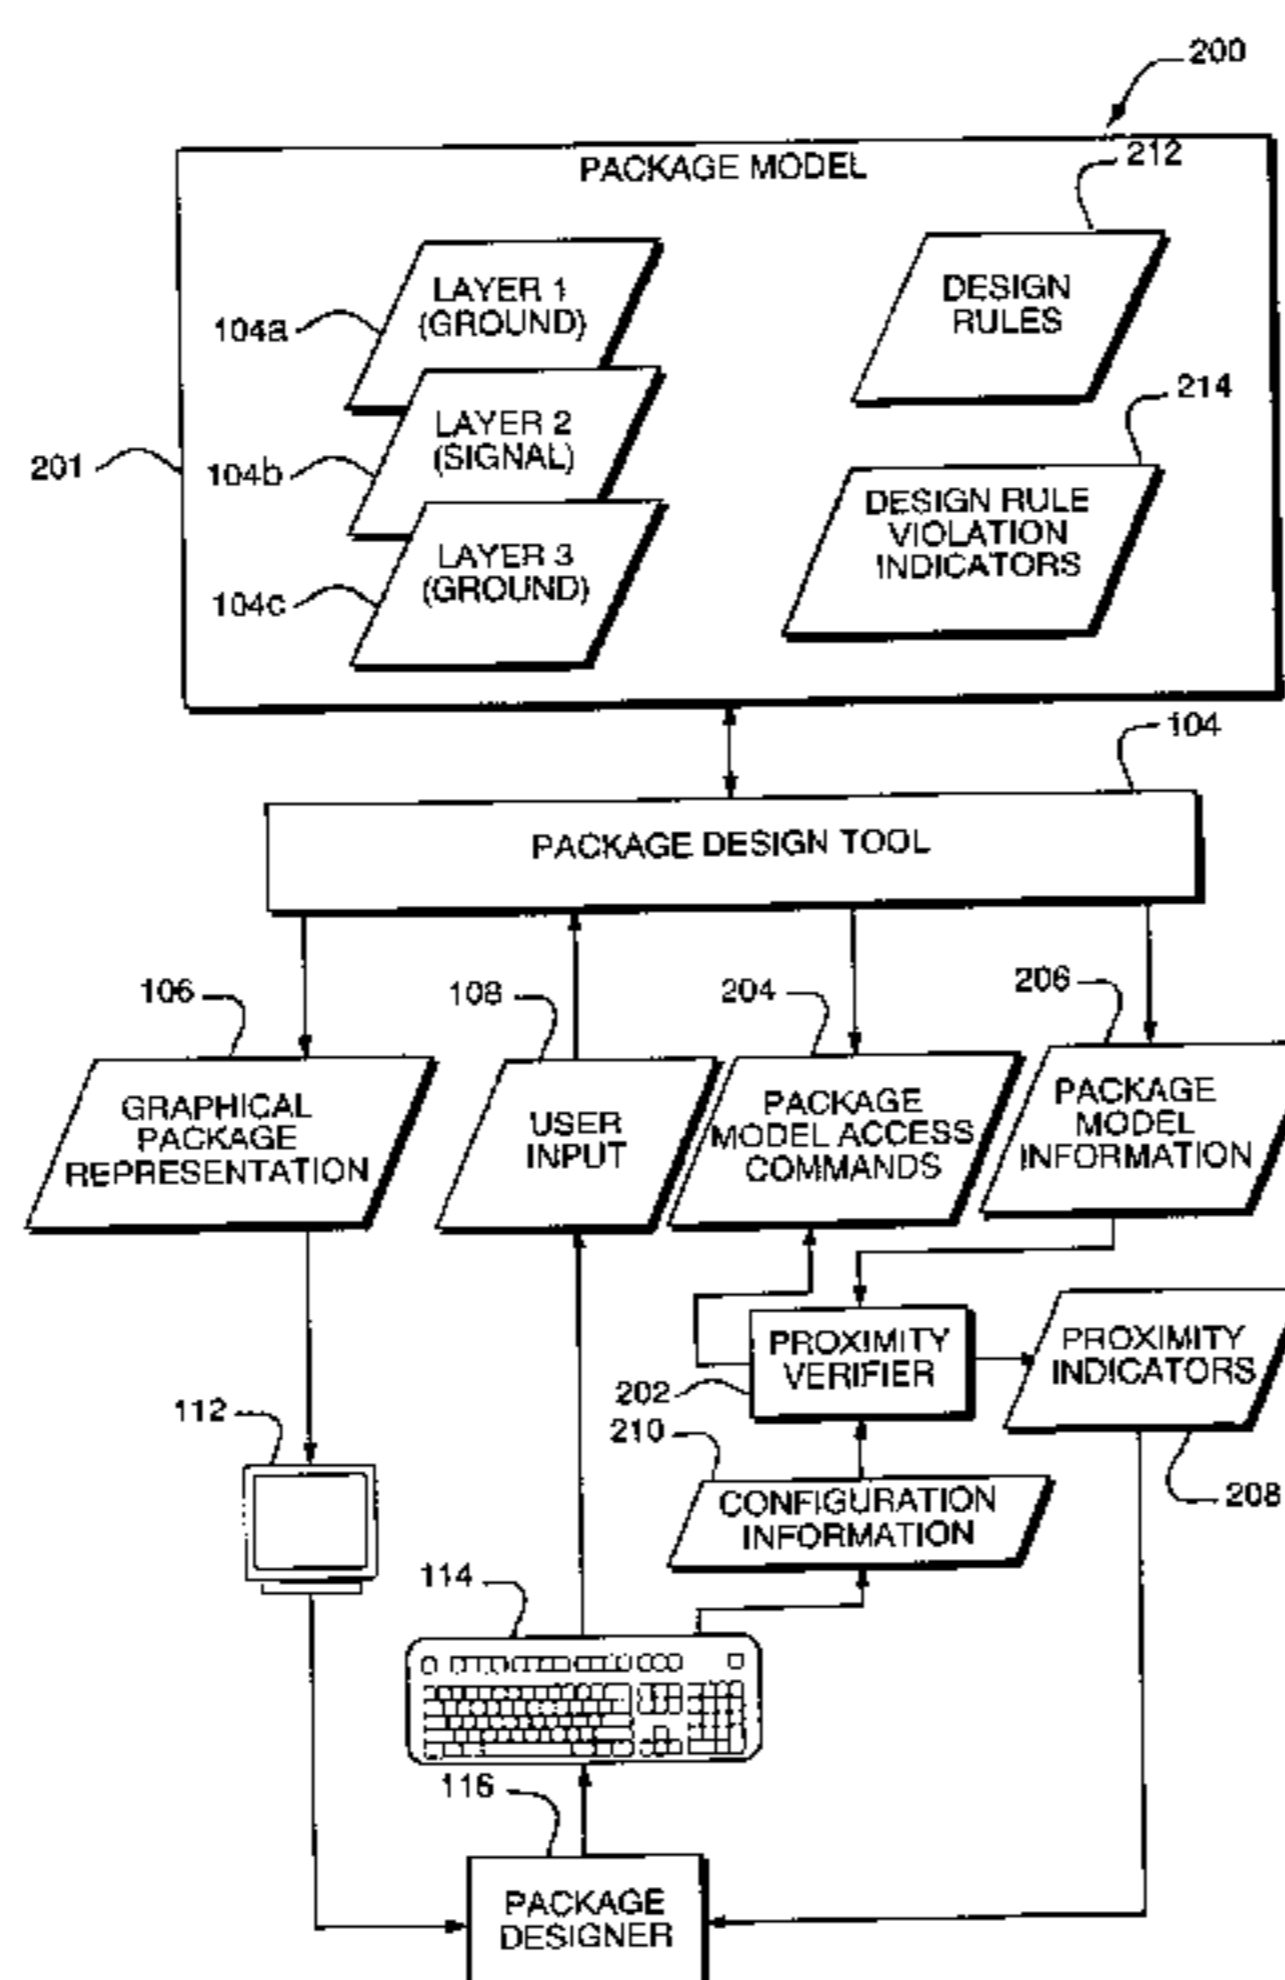 200
PACKAGE MODEL
212
LAYER 1
(GROUND)
104a
DESIGN
RULES
214
LAYER 2
(SIGNAL)
104b
201
DESIGN RULE
VIOLATION
INDICATORS
LAYER 3
(GROUND)
104c
104
PACKAGE DESIGN TOOL
106
108
204
206
GRAPHICAL
PACKAGE
REPRESENTATION
USER
INPUT
PACKAGE
MODEL ACCESS
COMMANDS
PACKAGE
MODEL
INFORMATION
PROXIMITY
VERIFIER
202
PROXIMITY
INDICATORS
112
210
208
CONFIGURATION
INFORMATION
114
116
PACKAGE
DESIGNER